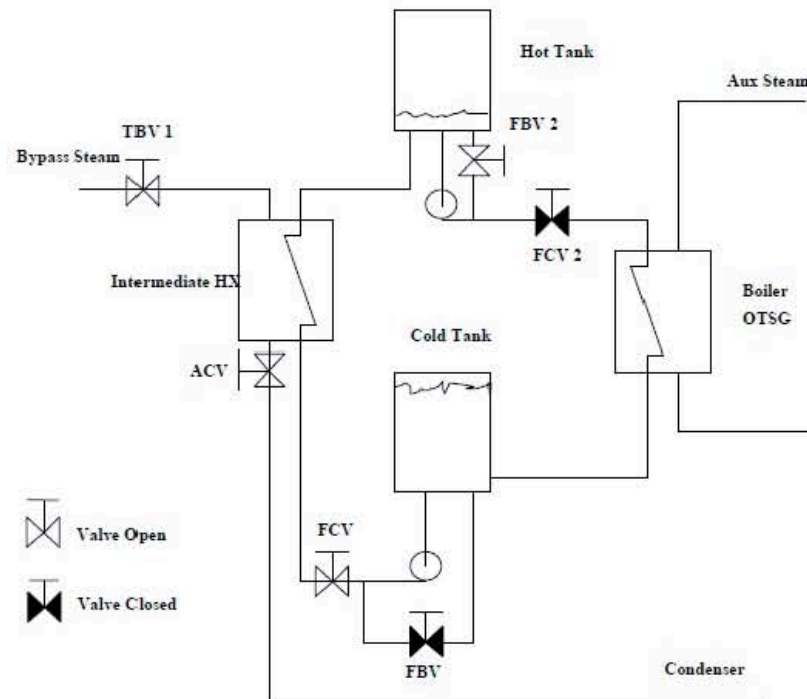 Hot Tank
Aux Steam
TBV 1
FBV 2
Bypass Steam
FCV 2
Intermediate HX
Boiler
OTSG
Cold Tank
ACV
FCV
Valve Open
Valve Closed
FBV
Condenser